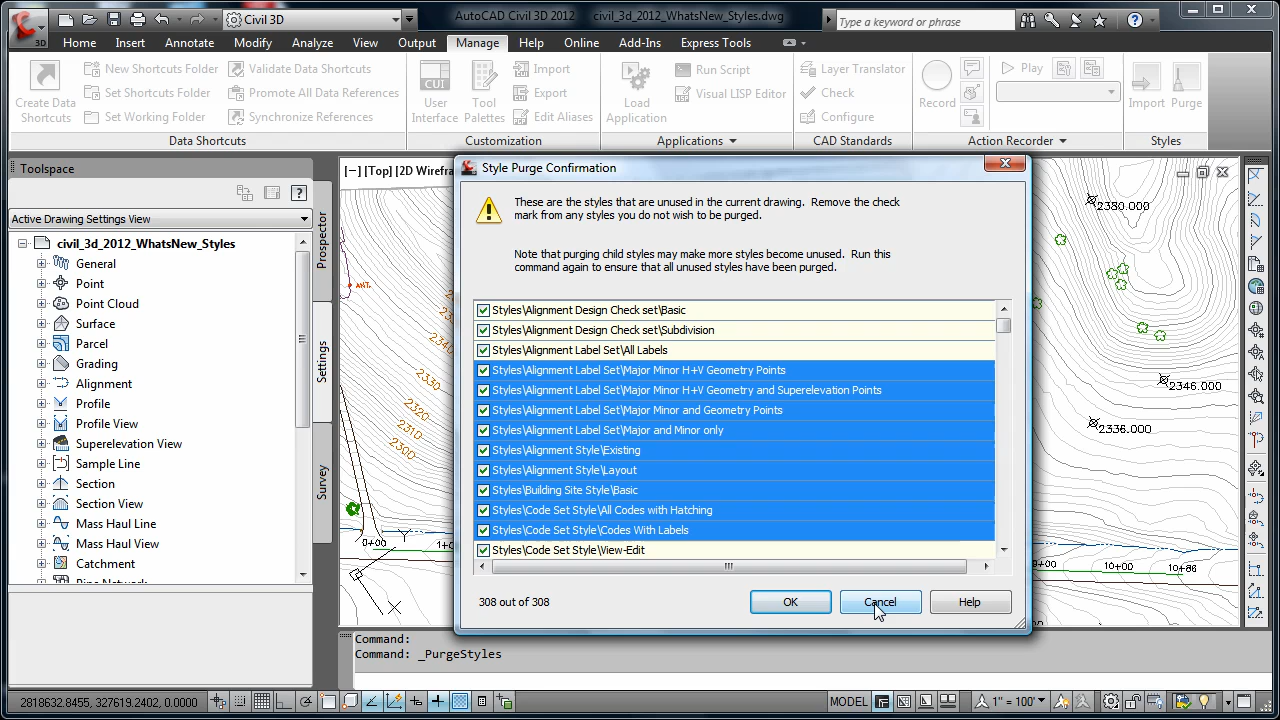 Civil 3D
AutoCAD Civil 3D 2012
civil_3d_2012_WhatsNew_Styles.dwg
Type a keyword or phrase
3D
Home Insert Annotate Modify Analyze View Output Manage Help Online Add-Ins Express Tools
Create Data Shortcuts
New Shortcuts Folder
Set Shortcuts Folder
Set Working Folder
Validate Data Shortcuts
Promote All Data References
Synchronize References
Data Shortcuts
CUI
User Interface
Tool Palettes
Import
Export
Edit Aliases
Customization
Load Application
Run Script
Visual LISP Editor
Applications
Layer Translator
Check
Configure
CAD Standards
Record
Play
Action Recorder
Import
Purge
Styles
Toolspace
Active Drawing Settings View
civil_3d_2012_WhatsNew_Styles
General
Point
Point Cloud
Surface
Parcel
Grading
Alignment
Profile
Profile View
Superelevation View
Sample Line
Section
Section View
Mass Haul Line
Mass Haul View
Catchment
Pipe Network
Prospector
Settings
Survey
[−] [Top] [2D Wirefra
ANT.
2330
2320
2310
2300
0+00
1+0
Y
X
2380.000
2346.000
2336.000
10+00
10+86
Style Purge Confirmation
These are the styles that are unused in the current drawing. Remove the check
mark from any styles you do not wish to be purged.
Note that purging child styles may make more styles become unused. Run this
command again to ensure that all unused styles have been purged.
Styles\Alignment Design Check set\Basic
Styles\Alignment Design Check set\Subdivision
Styles\Alignment Label Set\All Labels
Styles\Alignment Label Set\Major Minor H+V Geometry Points
Styles\Alignment Label Set\Major Minor H+V Geometry and Superelevation Points
Styles\Alignment Label Set\Major Minor and Geometry Points
Styles\Alignment Label Set\Major and Minor only
Styles\Alignment Style\Existing
Styles\Alignment Style\Layout
Styles\Building Site Style\Basic
Styles\Code Set Style\All Codes with Hatching
Styles\Code Set Style\Codes With Labels
Styles\Code Set Style\View-Edit
308 out of 308
OK
Cancel
Help
Command:
Command: _PurgeStyles
2818632.8455, 327619.2402, 0.0000
MODEL
1" = 100'